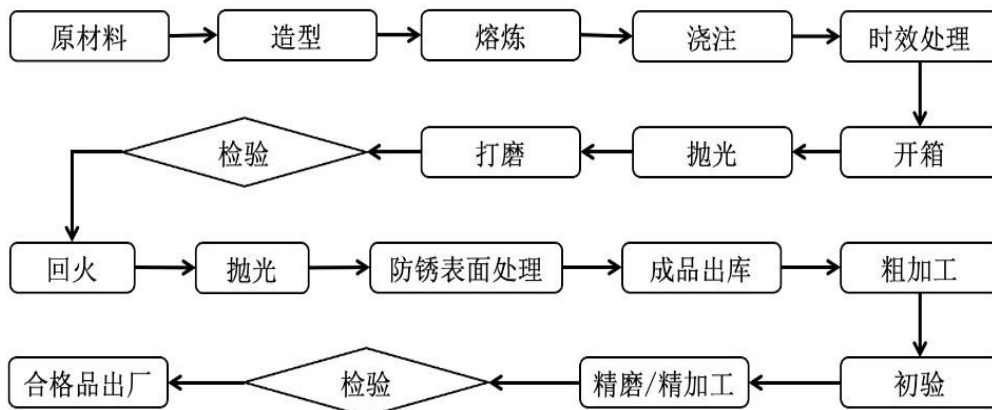 原材料
造型
熔炼
浇注
时效处理
开箱
抛光
打磨
检验
回火
抛光
防锈表面处理
成品出库
粗加工
初验
精磨/精加工
检验
合格品出厂